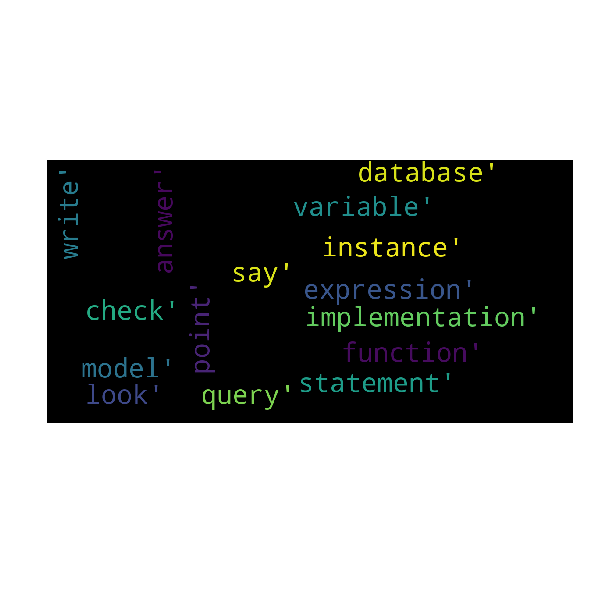 database'
write'
answer'
variable'
instance'
say'
expression'
check'
implementation'
point'
function'
model'
statement'
look'
query'